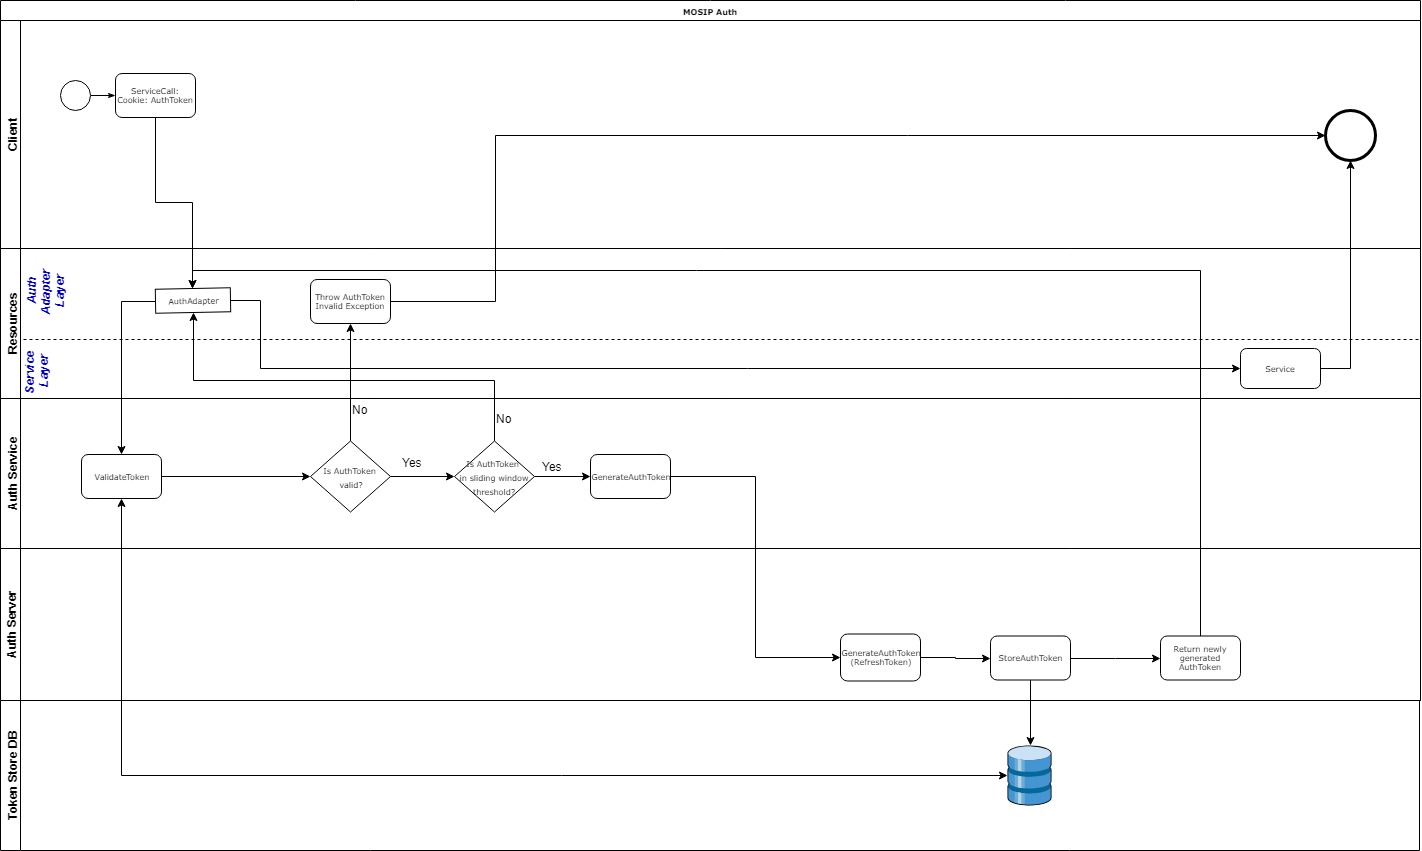 MOSIP Auth
Client
ServiceCall:
Cookie: AuthToken
Resources
Auth
Adapter
Layer
AuthAdapter
Throw AuthToken
Invalid Exception
Service
Layer
Service
Auth Service
No
No
ValidateToken
Is AuthToken
valid?
Yes
Is AuthToken
in sliding window
threshold?
Yes
GenerateAuthToken
Auth Server
GenerateAuthToken
(RefreshToken)
StoreAuthToken
Return newly
generated
AuthToken
Token Store DB